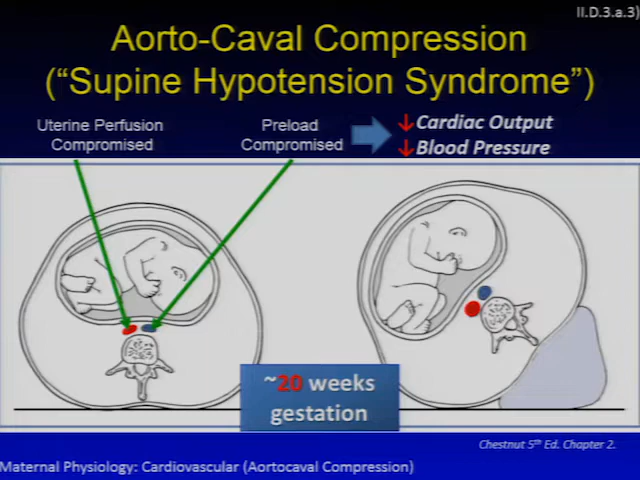 II.D.3.a.3)
Aorto-Caval Compression
(“Supine Hypotension Syndrome”)
Uterine Perfusion
Compromised
Preload
Compromised
↓Cardiac Output
↓Blood Pressure
~20 weeks
gestation
Chestnut 5th Ed. Chapter 2.
Maternal Physiology: Cardiovascular (Aortocaval Compression)